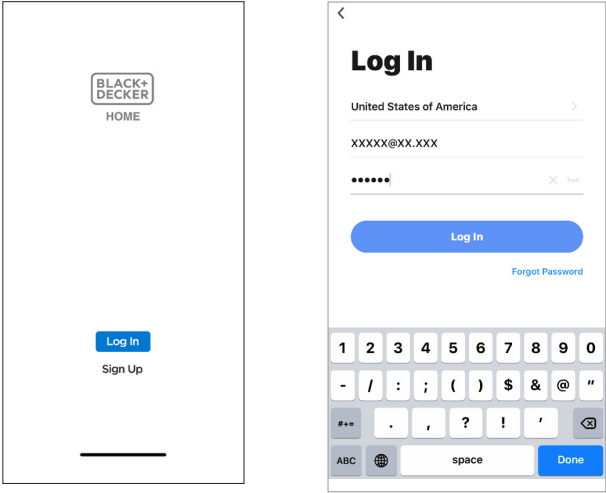 BLACK+
DECKER
HOME
Log In
Sign Up
Log In
United States of America
XXXXX@XX.XXX
••••••
Log In
Forgot Password
1 2 3 4 5 6 7 8 9 0
- / : ; ( ) $ & @ "
#+= . , ? ! '
ABC space Done